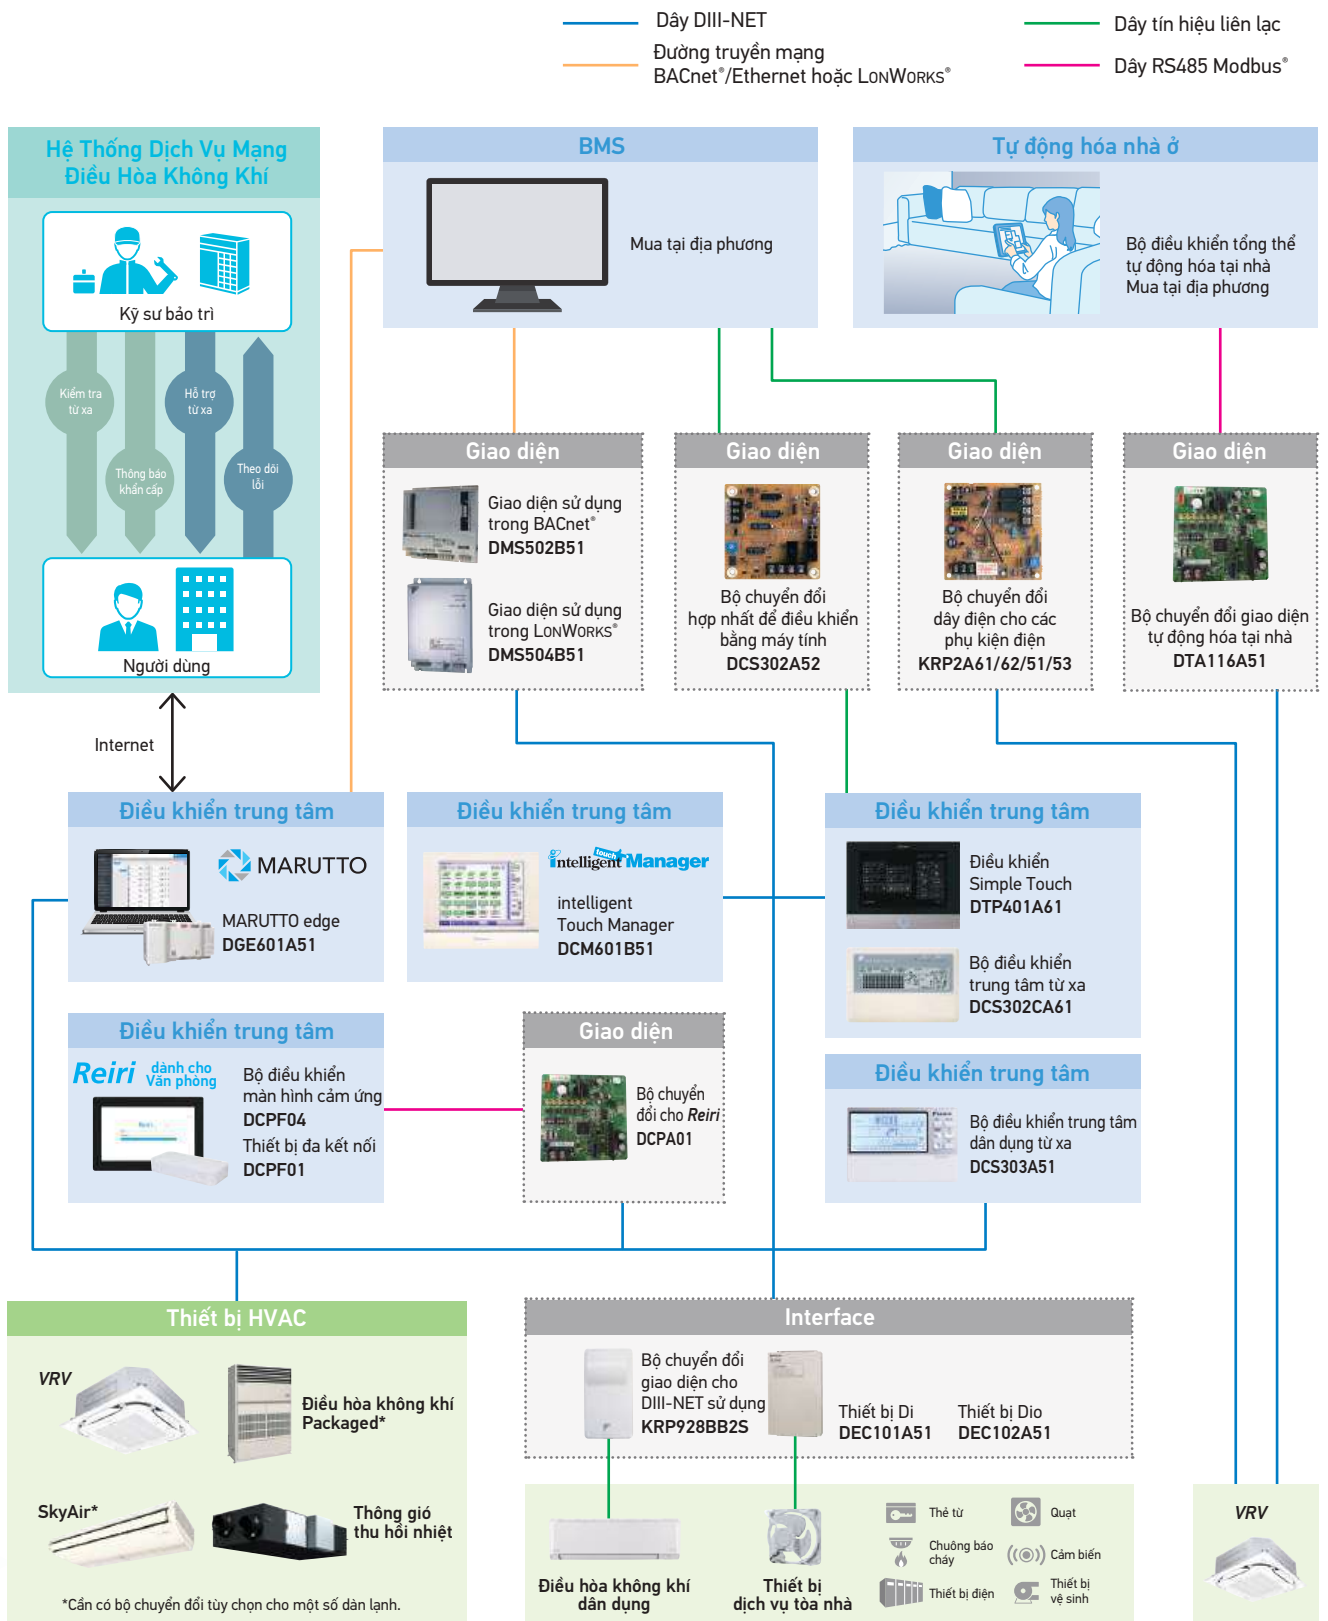 Dây DIII-NET
Đường truyền mạng
BACnet®/Ethernet hoặc LONWORKS®
Dây tín hiệu liên lạc
Dây RS485 Modbus®
Hệ Thống Dịch Vụ Mạng
Điều Hòa Không Khí
Kỹ sư bảo trì
Kiểm tra
từ xa
Thông báo
khẩn cấp
Hỗ trợ
từ xa
Theo dõi
lỗi
Người dùng
Internet
BMS
Mua tại địa phương
Tự động hóa nhà ở
Bộ điều khiển tổng thể
tự động hóa tại nhà
Mua tại địa phương
Giao diện
Giao diện sử dụng
trong BACnet®
DMS502B51
Giao diện sử dụng
trong LONWORKS®
DMS504B51
Giao diện
Bộ chuyển đổi
hợp nhất để điều khiển
bằng máy tính
DCS302A52
Giao diện
Bộ chuyển đổi
dây điện cho các
phụ kiện điện
KRP2A61/62/51/53
Giao diện
Bộ chuyển đổi giao diện
tự động hóa tại nhà
DTA116A51
Điều khiển trung tâm
MARUTTO
MARUTTO edge
DGE601A51
Điều khiển trung tâm
intelligent touch Manager
intelligent
Touch Manager
DCM601B51
Điều khiển trung tâm
Điều khiển
Simple Touch
DTP401A61
Bộ điều khiển
trung tâm từ xa
DCS302CA61
Điều khiển trung tâm
Reiri dành cho
Văn phòng
Bộ điều khiển
màn hình cảm ứng
DCPF04
Thiết bị đa kết nối
DCPF01
Giao diện
Bộ chuyển
đổi cho Reiri
DCPA01
Điều khiển trung tâm
Bộ điều khiển trung tâm
dân dụng từ xa
DCS303A51
Thiết bị HVAC
VRV
Điều hòa không khí
Packaged*
SkyAir*
Thông gió
thu hồi nhiệt
*Cần có bộ chuyển đổi tùy chọn cho một số dàn lạnh.
Interface
Bộ chuyển đổi
giao diện cho
DIII-NET sử dụng
KRP928BB2S
Thiết bị Di
DEC101A51
Thiết bị Dio
DEC102A51
Điều hòa không khí
dân dụng
Thiết bị
dịch vụ tòa nhà
Thẻ từ
Quạt
Chuông báo
cháy
Cảm biến
Thiết bị điện
Thiết bị
vệ sinh
VRV